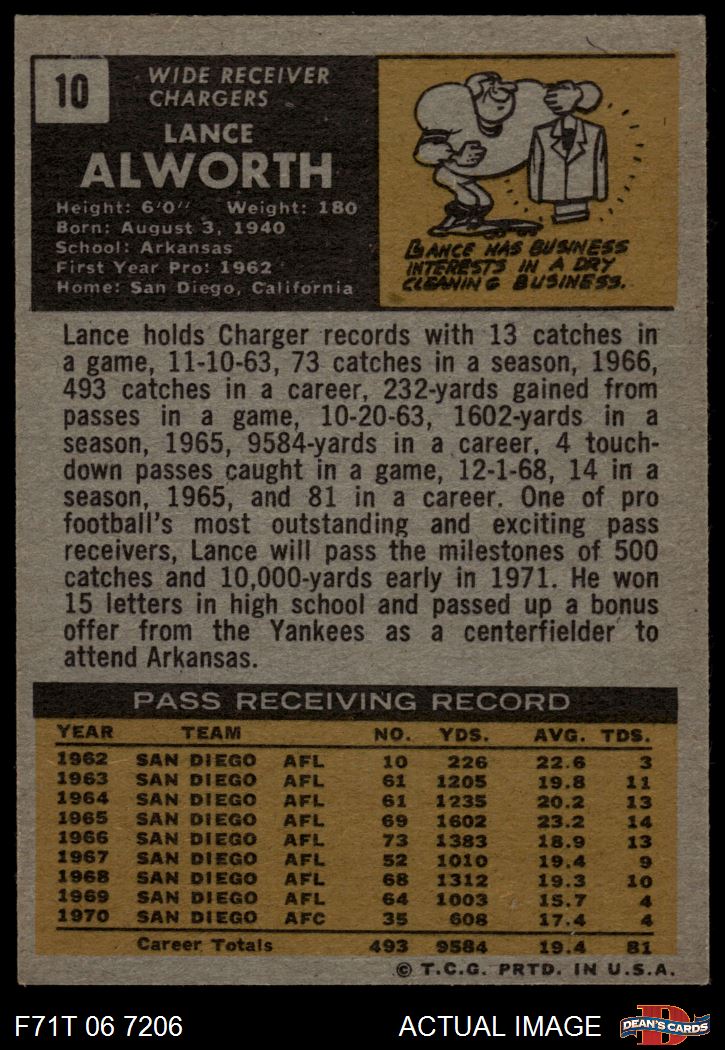 10
WIDE RECEIVER
CHARGERS
LANCE
ALWORTH
Height: 6'0" Weight: 180
Born: August 3, 1940
School: Arkansas
First Year Pro: 1962
Home: San Diego, California
LANCE HAS BUSINESS
INTERESTS IN A DRY
CLEANING BUSINESS.
Lance holds Charger records with 13 catches in
a game, 11-10-63, 73 catches in a season, 1966,
493 catches in a career, 232-yards gained from
passes in a game, 10-20-63, 1602-yards in a
season, 1965, 9584-yards in a career, 4 touch-
down passes caught in a game, 12-1-68, 14 in a
season, 1965, and 81 in a career. One of pro
football's most outstanding and exciting pass
receivers, Lance will pass the milestones of 500
catches and 10,000-yards early in 1971. He won
15 letters in high school and passed up a bonus
offer from the Yankees as a centerfielder to
attend Arkansas.
PASS RECEIVING RECORD
YEAR TEAM NO. YDS. AVG. TDS.
1962 SAN DIEGO AFL 10 226 22.6 3
1963 SAN DIEGO AFL 61 1205 19.8 11
1964 SAN DIEGO AFL 61 1235 20.2 13
1965 SAN DIEGO AFL 69 1602 23.2 14
1966 SAN DIEGO AFL 73 1383 18.9 13
1967 SAN DIEGO AFL 52 1010 19.4 9
1968 SAN DIEGO AFL 68 1312 19.3 10
1969 SAN DIEGO AFL 64 1003 15.7 4
1970 SAN DIEGO AFC 35 608 17.4 4
Career Totals 493 9584 19.4 81
© T.C.G. PRTD. IN U.S.A.
F71T 06 7206 ACTUAL IMAGE
D
DEAN'S CARDS